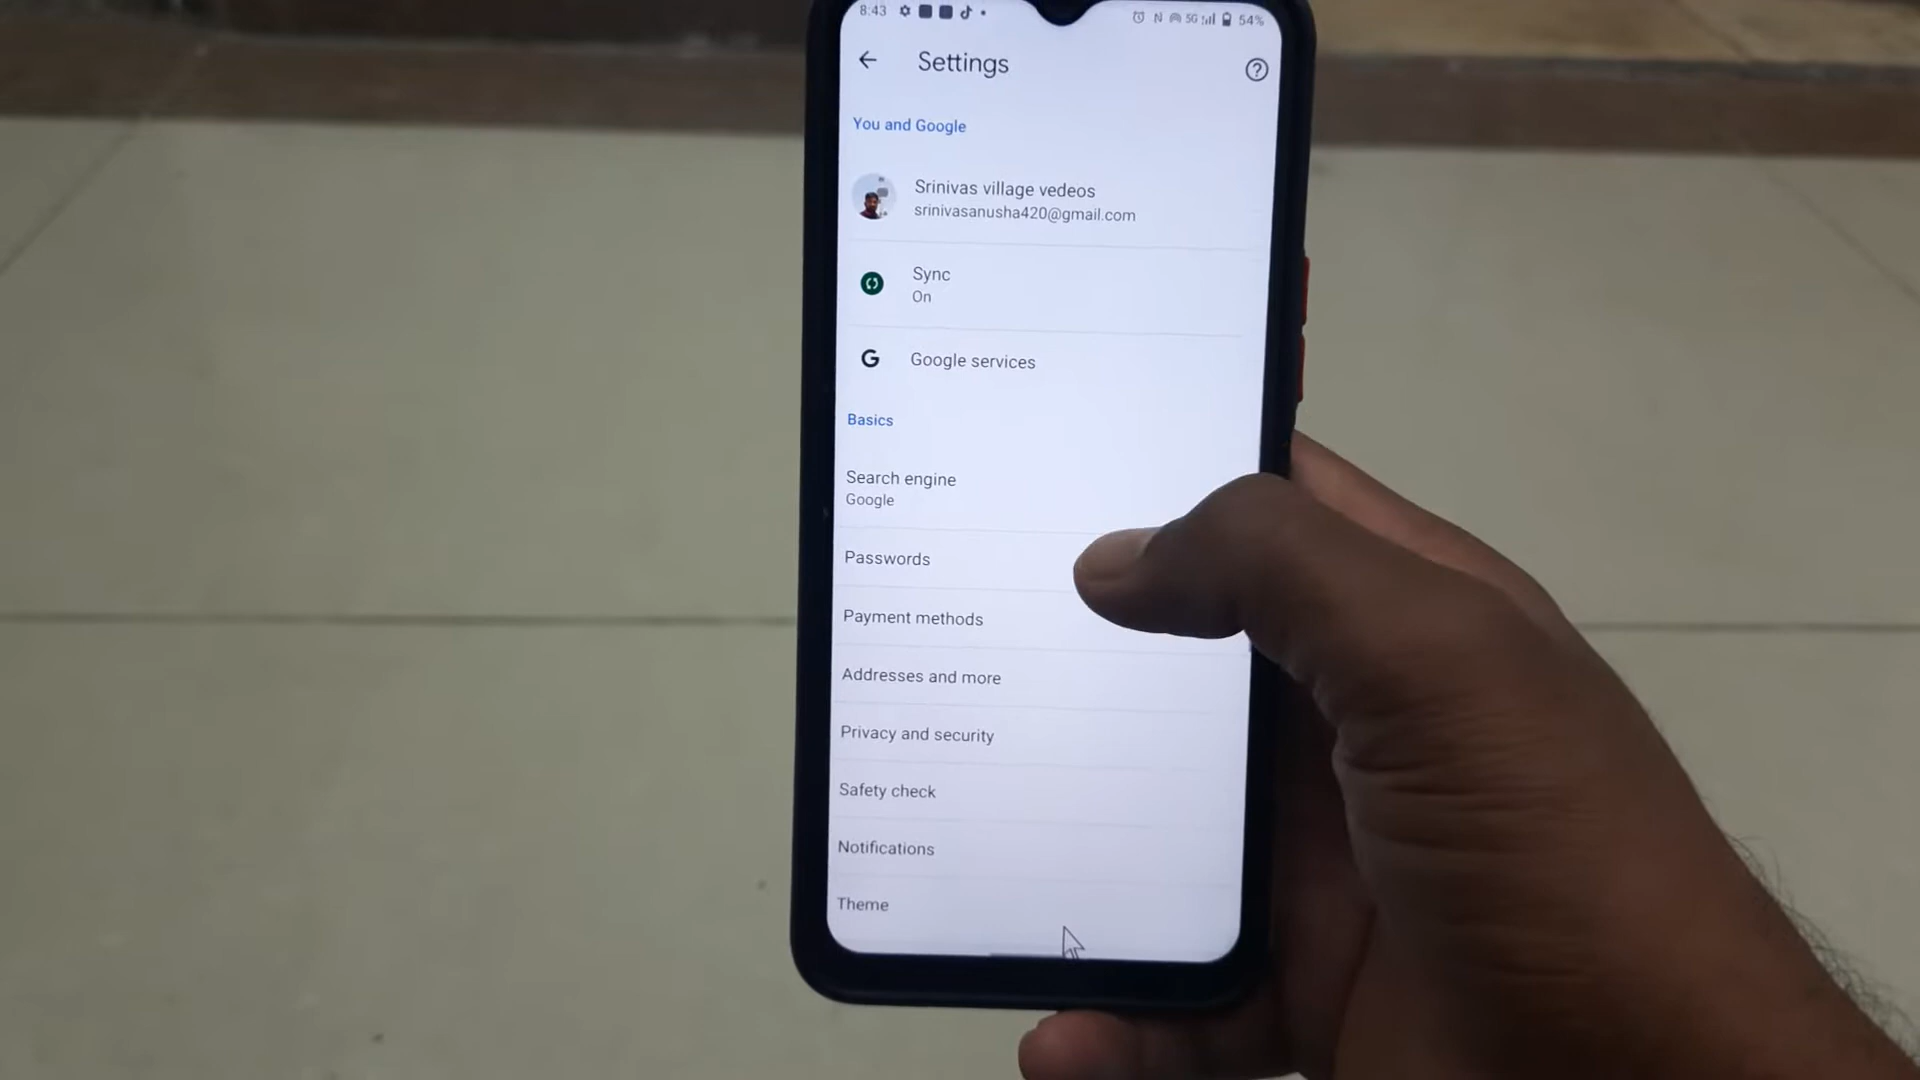 8:43 N 5G 54%
Settings
You and Google
Srinivas village vedeos
srinivasanusha420@gmail.com
Sync
On
G Google services
Basics
Search engine
Google
Passwords
Payment methods
Addresses and more
Privacy and security
Safety check
Notifications
Theme